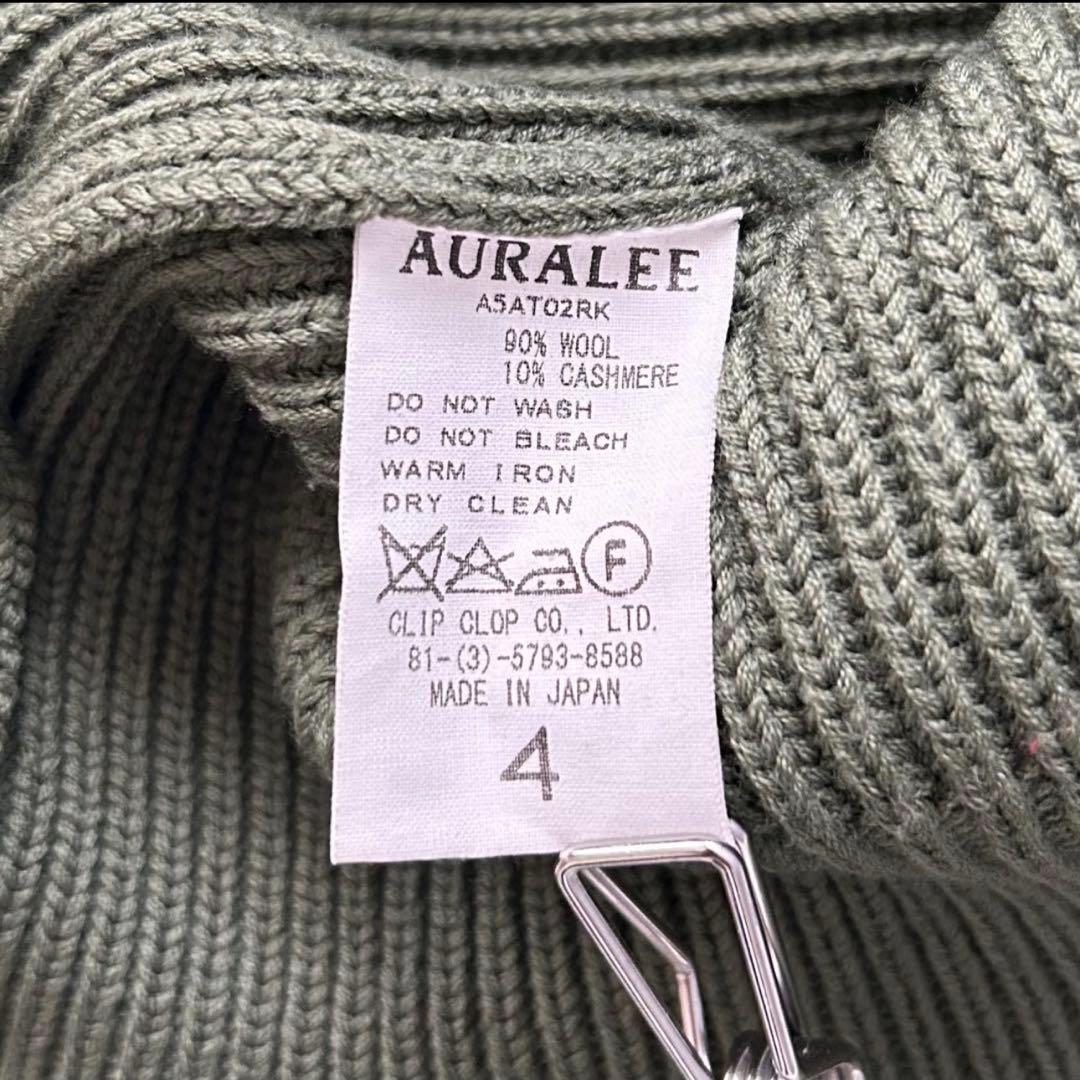 AURALEE
A5AT02RK
90% WOOL
10% CASHMERE
DO NOT WASH
DO NOT BLEACH
WARM IRON
DRY CLEAN
F
CLIP CLOP CO., LTD.
81-(3)-5793-8588
MADE IN JAPAN
4